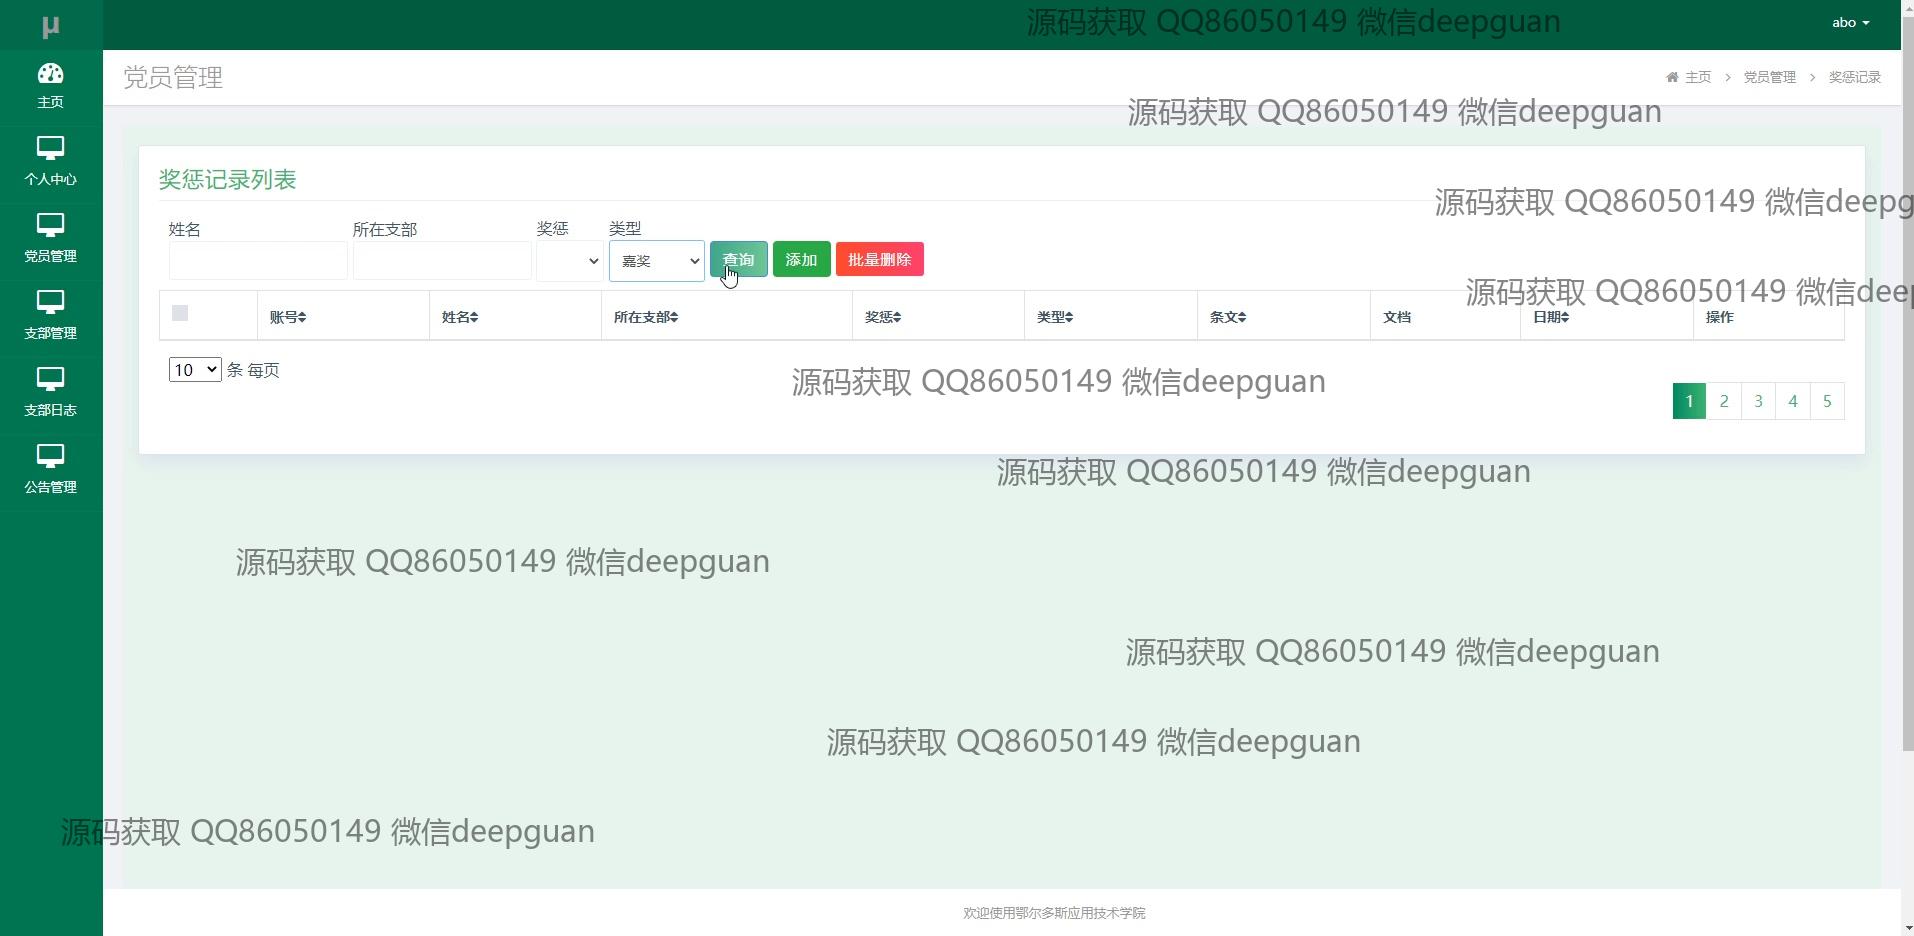 µ
源码获取 QQ86050149 微信deepguan
abo
主页
个人中心
党员管理
支部管理
支部日志
公告管理
党员管理
主页 > 党员管理 > 奖惩记录
源码获取 QQ86050149 微信deepguan
奖惩记录列表
源码获取 QQ86050149 微信deepg
姓名 所在支部 奖惩 类型
嘉奖 查询 添加 批量删除
源码获取 QQ86050149 微信deep
账号 姓名 所在支部 奖惩 类型 条文 文档 日期 操作
10 条 每页
源码获取 QQ86050149 微信deepguan
1 2 3 4 5
源码获取 QQ86050149 微信deepguan
源码获取 QQ86050149 微信deepguan
源码获取 QQ86050149 微信deepguan
源码获取 QQ86050149 微信deepguan
源码获取 QQ86050149 微信deepguan
欢迎使用鄂尔多斯应用技术学院